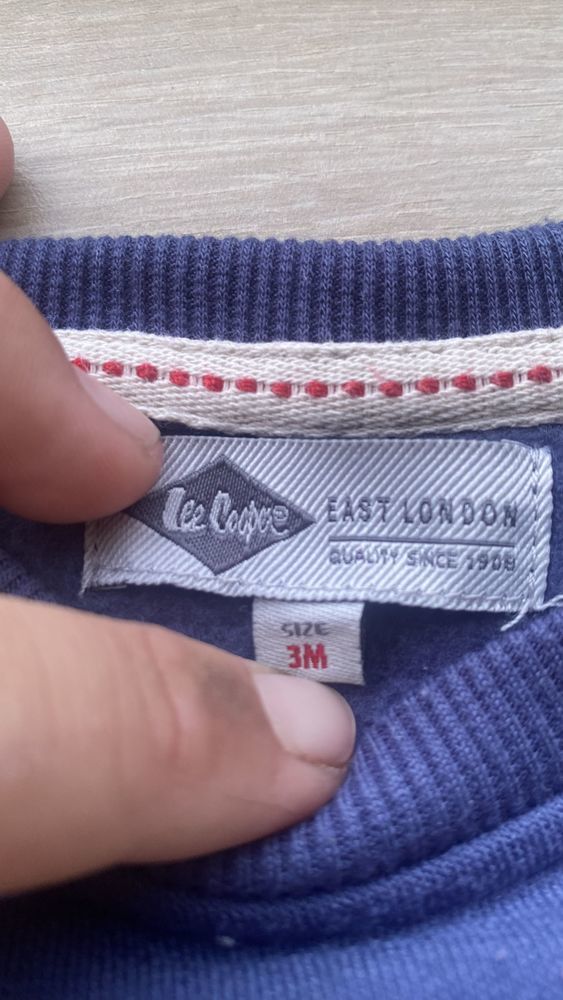 Lee Cooper
EAST LONDON
QUALITY SINCE 1908
SIZE
3M